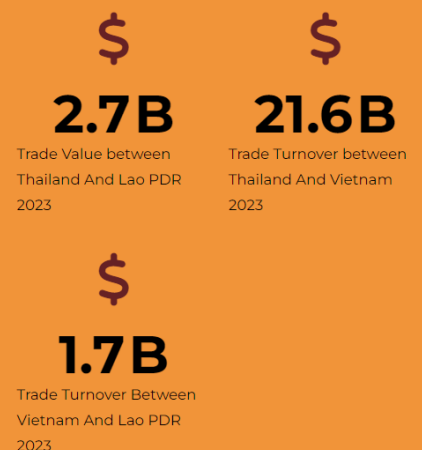 $
2.7B
Trade Value between
Thailand And Lao PDR
2023
$
21.6B
Trade Turnover between
Thailand And Vietnam
2023
$
1.7B
Trade Turnover Between
Vietnam And Lao PDR
2023